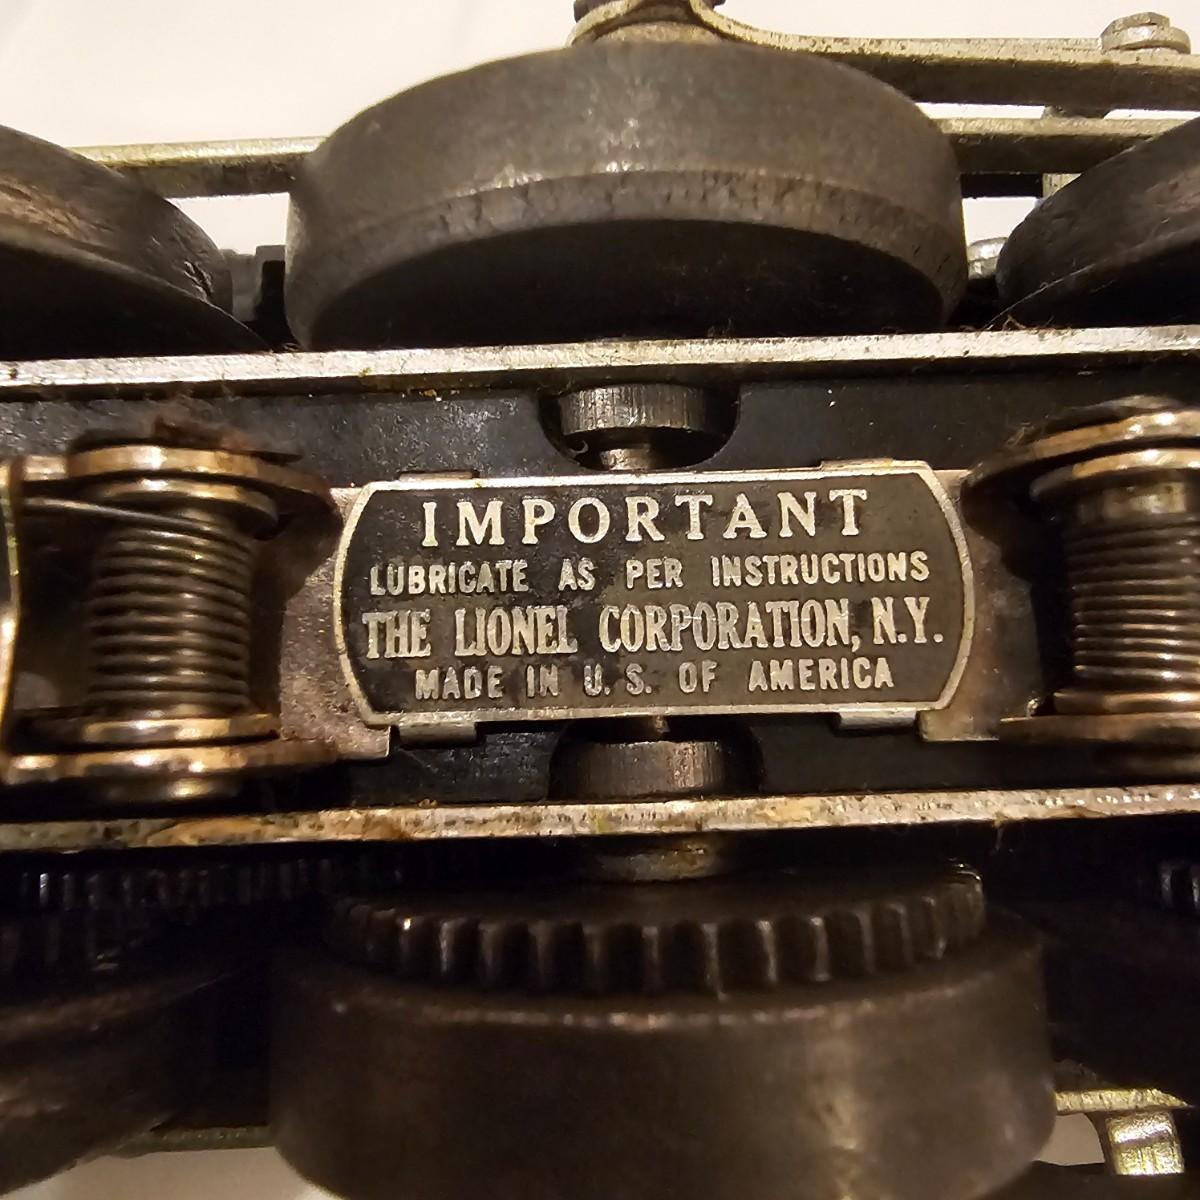 IMPORTANT
LUBRICATE AS PER INSTRUCTIONS
THE LIONEL CORPORATION, N.Y.
MADE IN U.S. OF AMERICA